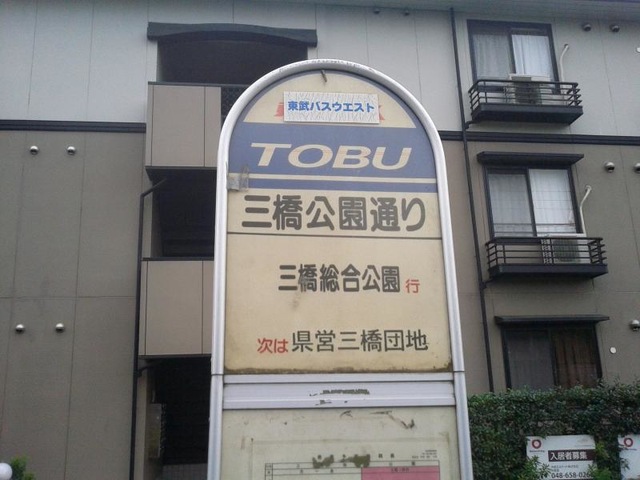 東武バスウエスト
TOBU
三橋公園通り
三橋総合公園行
次は県営三橋団地
入居者募集